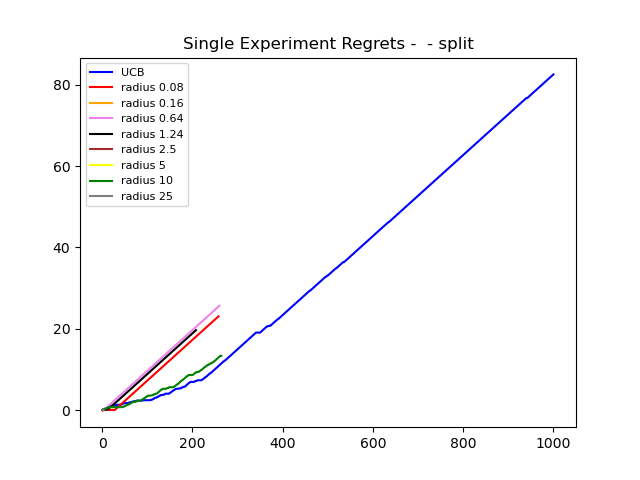 Single Experiment Regrets -  - split
UCB
radius 0.08
radius 0.16
radius 0.64
radius 1.24
radius 2.5
radius 5
radius 10
radius 25
80
60
40
20
0
0 200 400 600 800 1000